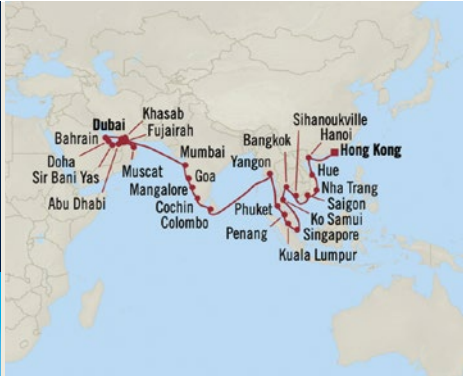 Khasab
Dubai
Fujairah
Bahrain
Doha
Sir Bani Yas
Abu Dhabi
Muscat
Mumbai
Goa
Mangalore
Cochin
Colombo
Yangon
Bangkok
Sihanoukville
Hanoi
Hong Kong
Hue
Nha Trang
Saigon
Ko Samui
Phuket
Singapore
Penang
Kuala Lumpur